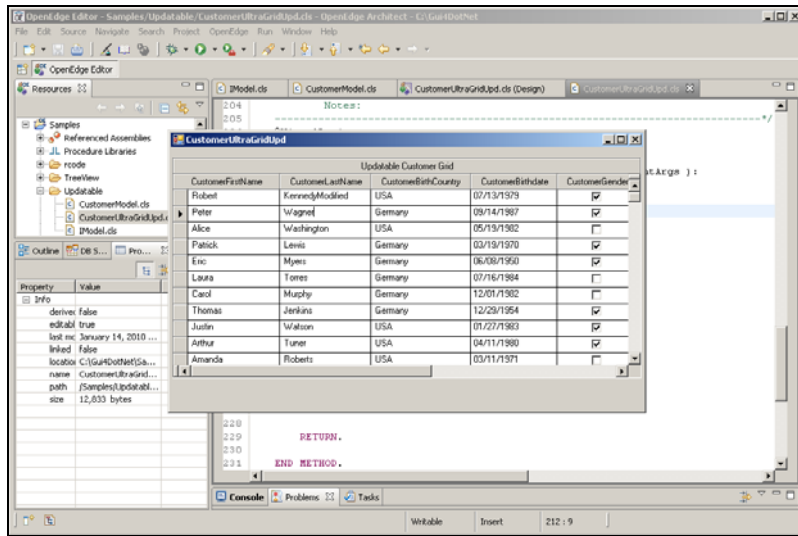 OpenEdge Editor - Samples/Updatable/CustomerUltraGridUpd.cls - OpenEdge Architect - C:\Gui4DotNet
File Edit Source Navigate Search Project OpenEdge Run Window Help
OpenEdge Editor
Resources
IModel.cls CustomerModel.cls CustomerUltraGridUpd.cls (Design) CustomerUltraGridUpd.cls
Samples
Referenced Assemblies
Procedure Libraries
rcode
TreeView
Updatable
CustomerModel.cls
CustomerUltraGridUpd.c
IModel.cls
204 Notes:
205 ------------------------------------------------------------------------------*/
tArgs ):
CustomerUltraGridUpd
Updatable Customer Grid
CustomerFirstName CustomerLastName CustomerBirthCountry CustomerBirthdate CustomerGender
Robert KennedyModified USA 07/13/1979
Peter Wagner Germany 09/14/1987
Alice Washington USA 05/19/1982
Patrick Lewis Germany 03/19/1970
Eric Myers Germany 06/08/1950
Laura Torres Germany 07/16/1984
Carol Murphy Germany 12/01/1982
Thomas Jenkins Germany 12/29/1954
Justin Watson USA 01/27/1983
Arthur Tuner USA 04/11/1980
Amanda Roberts USA 03/11/1971
Outline DB S... Pro...
Property Value
Info
derivec false
editabl true
last mc January 14, 2010 ...
linked false
location C:\Gui4DotNet\Sa...
name CustomerUltraGrid...
path /Samples/Updatabl...
size 12,833 bytes
228
229 RETURN.
230
231 END METHOD.
Console Problems Tasks
Writable Insert 212 : 9